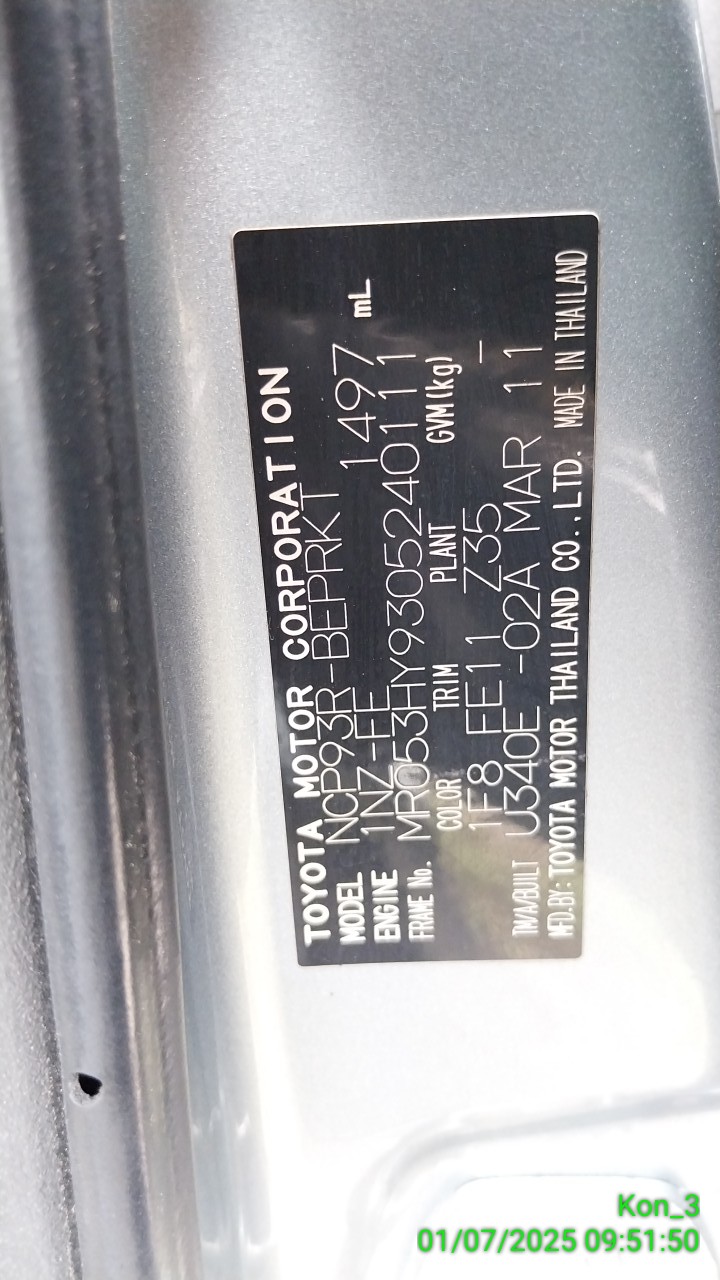 TOYOTA MOTOR CORPORATION
MODEL NCP93R-BEPRKT
ENGINE 1NZ-FE 1497 mL
FRAME No. MR053HY9305240111
COLOR TRIM PLANT GVM(kg)
1F8 FE11 Z35 -
TM/A/BUILT U340E -02A MAR 11
MFD.BY: TOYOTA MOTOR THAILAND CO.,LTD. MADE IN THAILAND
Kon_3
01/07/2025 09:51:50